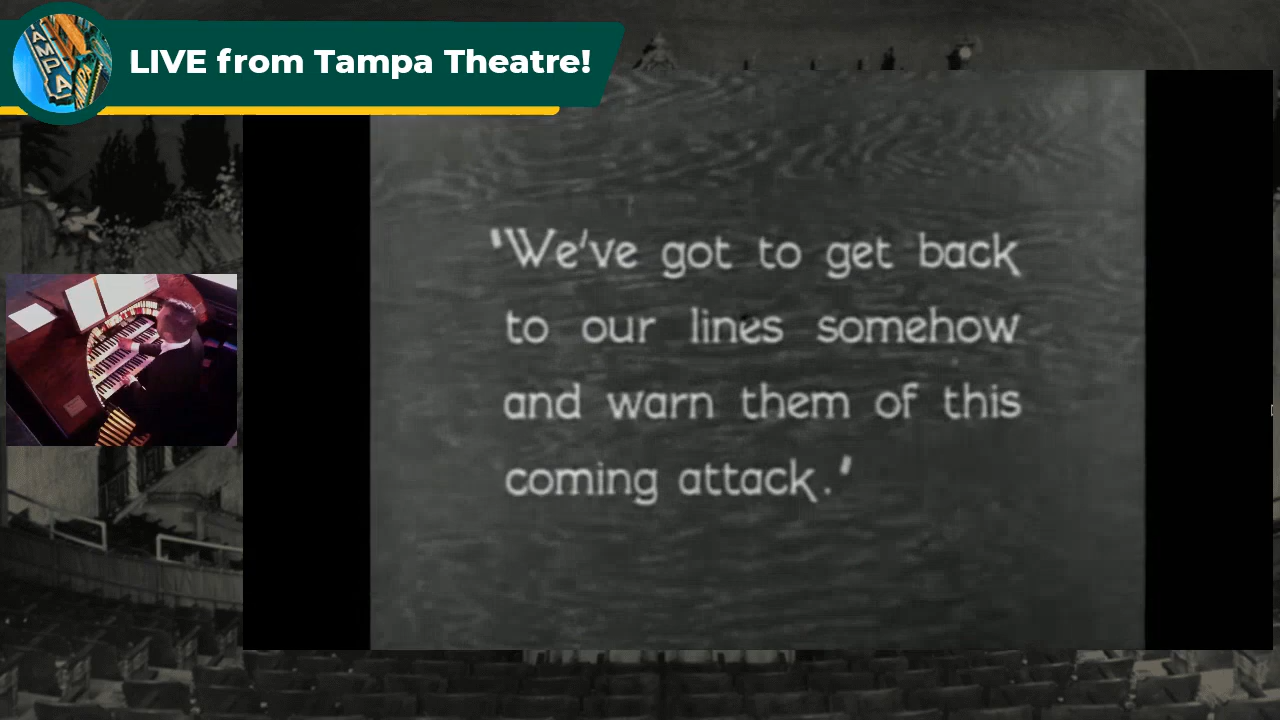 LIVE from Tampa Theatre!
TAMPA
"We've got to get back
to our lines somehow
and warn them of this
coming attack."